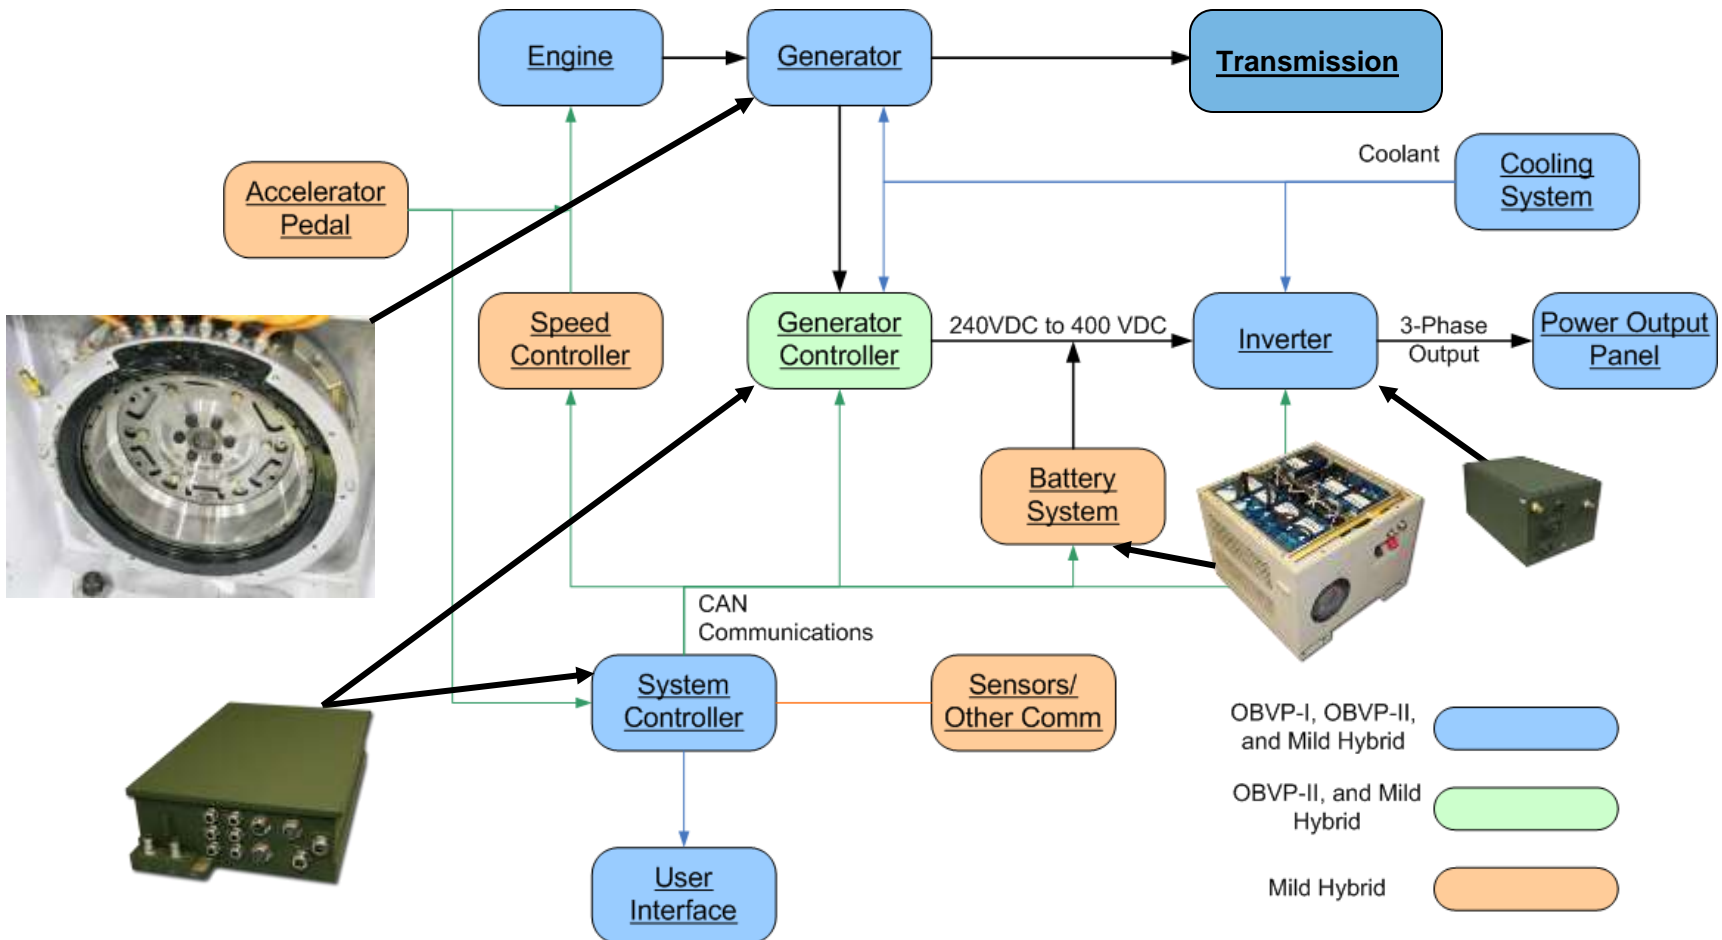 Engine
Generator
Transmission
Coolant
Cooling
System
Accelerator
Pedal
Speed
Controller
Generator
Controller
240VDC to 400 VDC
Inverter
3-Phase
Output
Power Output
Panel
Battery
System
CAN
Communications
System
Controller
Sensors/
Other Comm
User
Interface
OBVP-I, OBVP-II,
and Mild Hybrid
OBVP-II, and Mild
Hybrid
Mild Hybrid